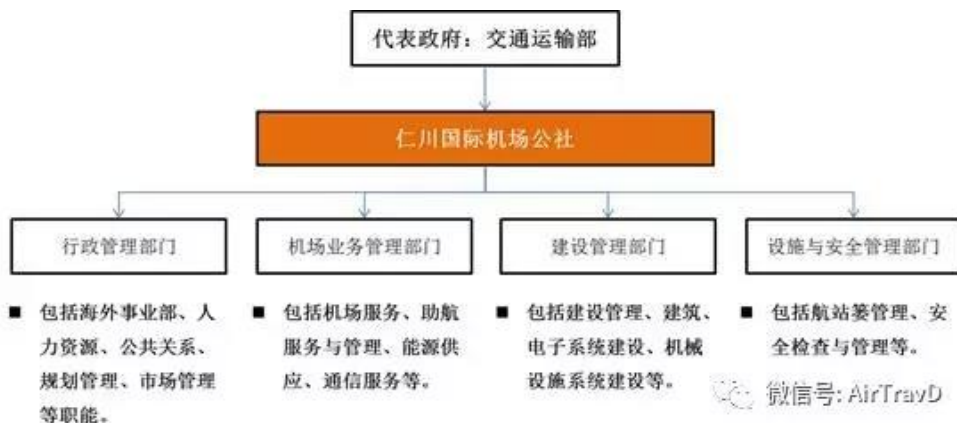 代表政府：交通运输部
仁川国际机场公社
行政管理部门
机场业务管理部门
建设管理部门
设施与安全管理部门
■ 包括海外事业部、人
力资源、公共关系、
规划管理、市场管理
等职能。
■ 包括机场服务、助航
服务与管理、能源供
应、通信服务等。
■ 包括建设管理、建筑、
电子系统建设、机械
设施系统建设等。
■ 包括航站篓管理、安
全检查与管理等。
微信号: AirTravD